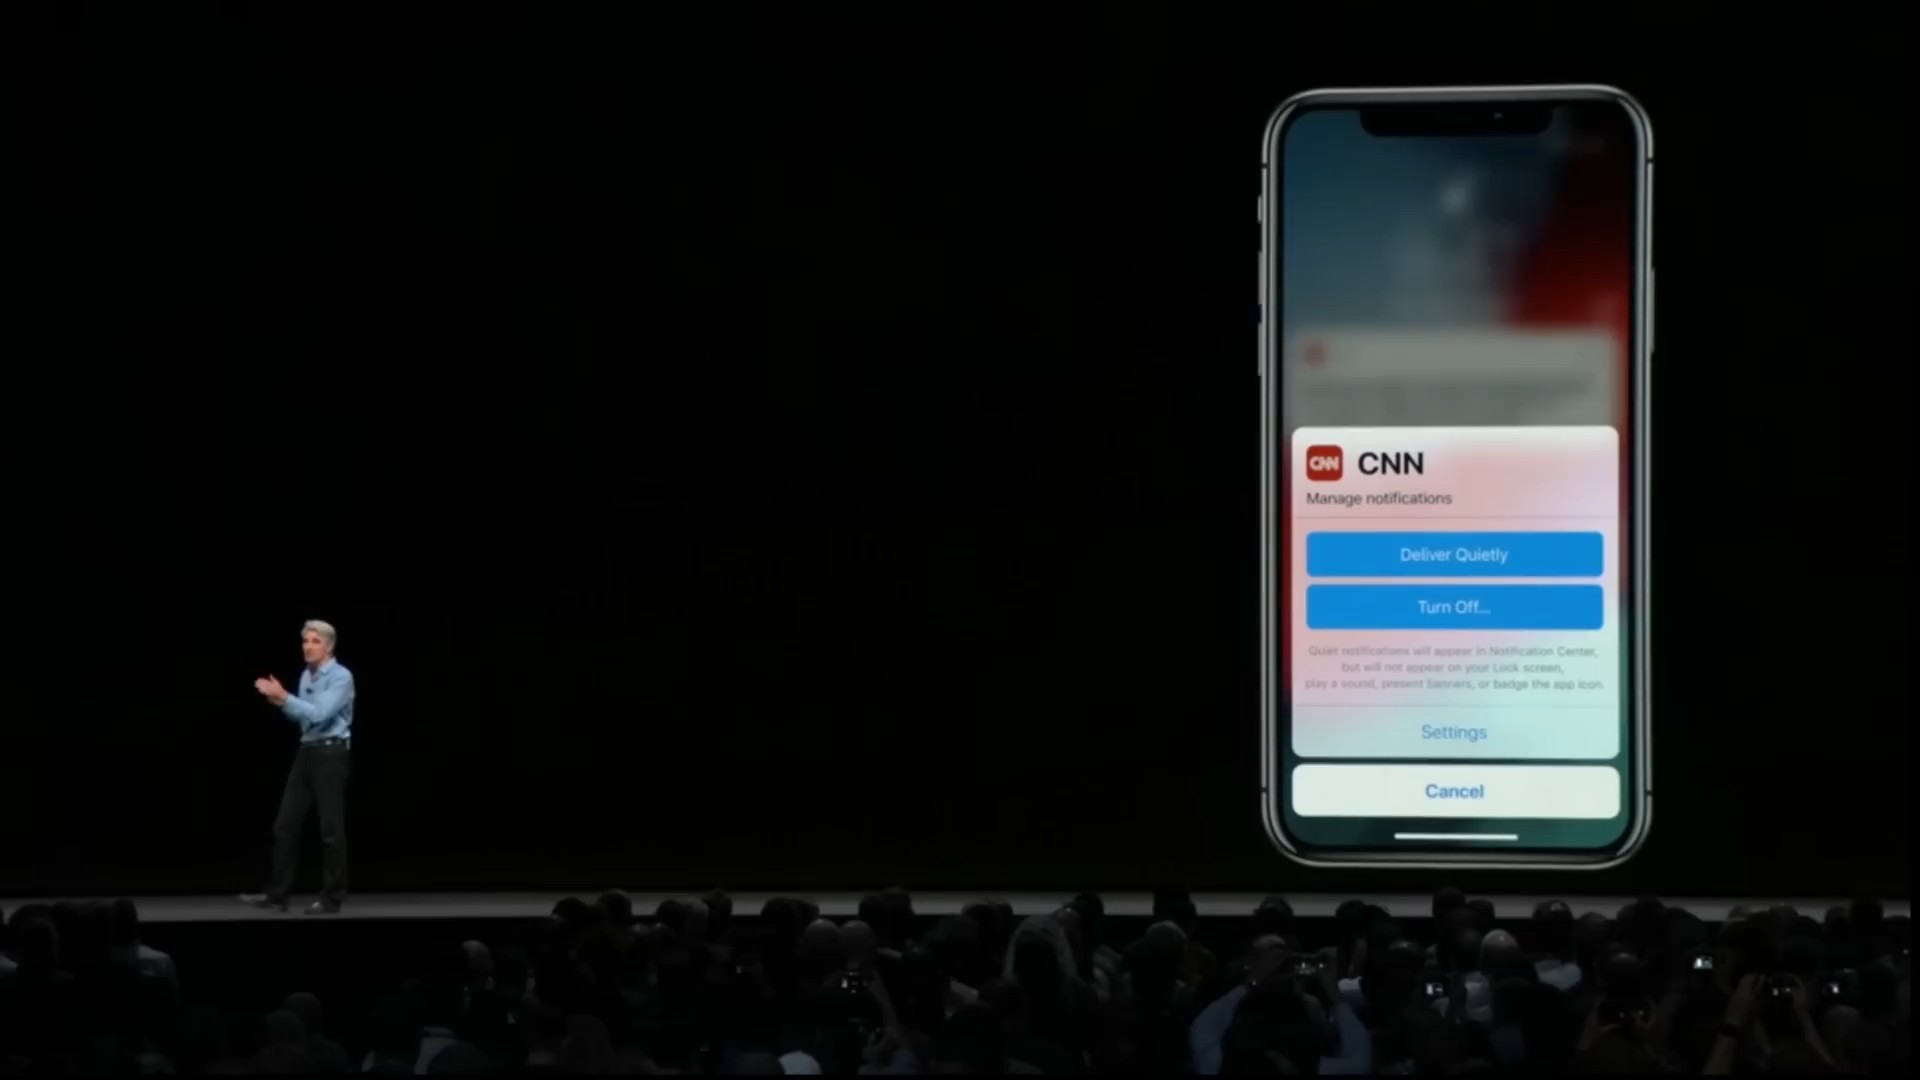 CNN CNN
Manage notifications
Deliver Quietly
Turn Off...
Quiet notifications will appear in Notification Center,
but will not appear on your Lock screen,
play a sound, present banners, or badge the app icon.
Settings
Cancel